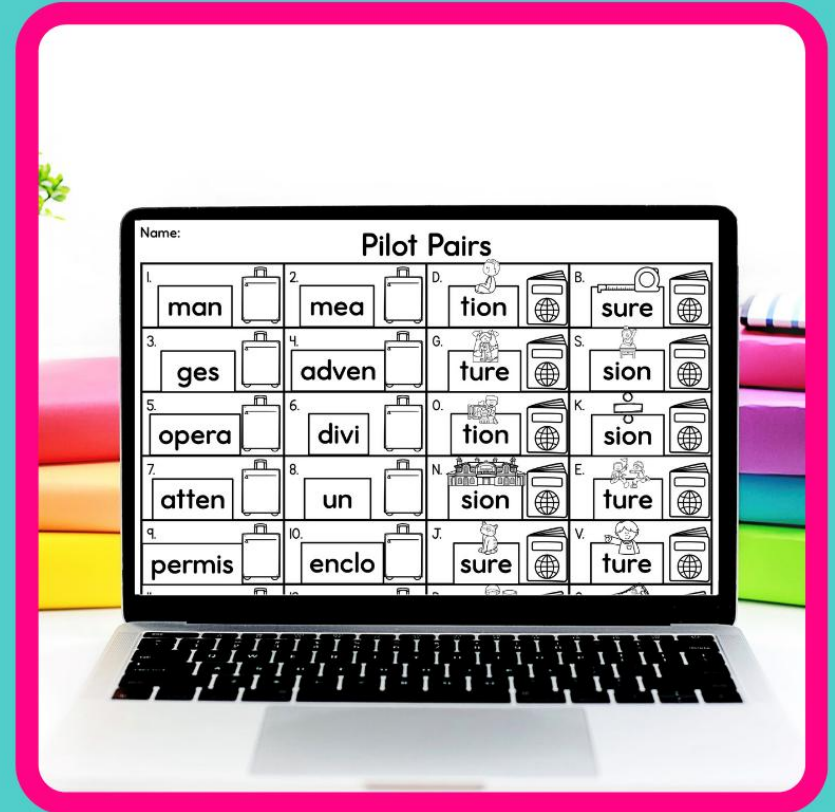 Name:
Pilot Pairs
1. man 2. mea D. tion B. sure
3. ges 4. adven G. ture S. sion
5. opera 6. divi O. tion K. sion
7. atten 8. un N. sion E. ture
9. permis 10. enclo J. sure V. ture